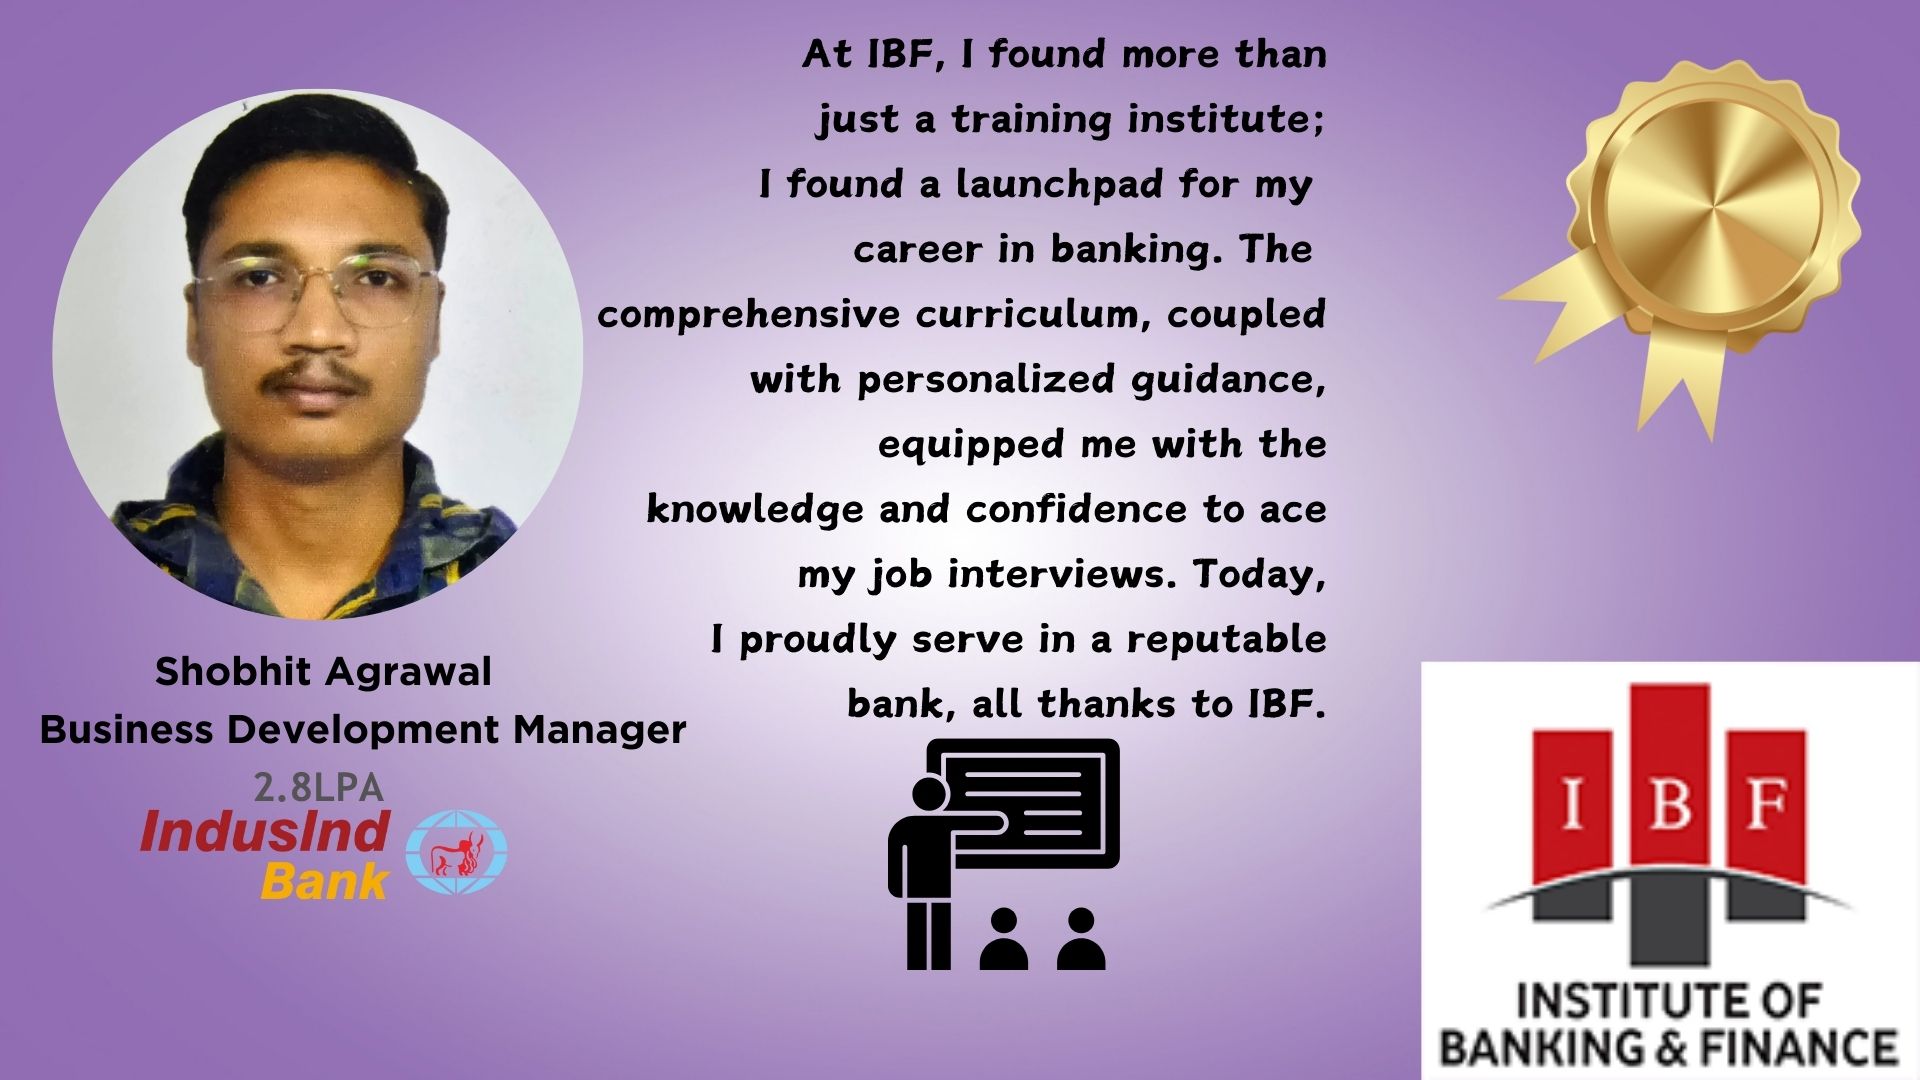 At IBF, I found more than
just a training institute;
I found a launchpad for my
career in banking. The
comprehensive curriculum, coupled
with personalized guidance,
equipped me with the
knowledge and confidence to ace
my job interviews. Today,
I proudly serve in a reputable
bank, all thanks to IBF.
Shobhit Agrawal
Business Development Manager
2.8LPA
IndusInd
Bank
I B F
INSTITUTE OF
BANKING & FINANCE